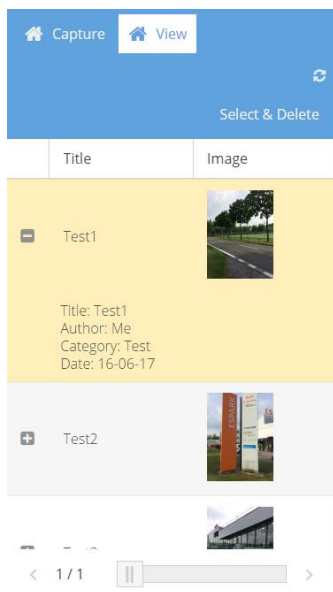 Capture View
Select & Delete
Title Image
Test1
Title: Test1
Author: Me
Category: Test
Date: 16-06-17
Test2
ESPARK
1 / 1